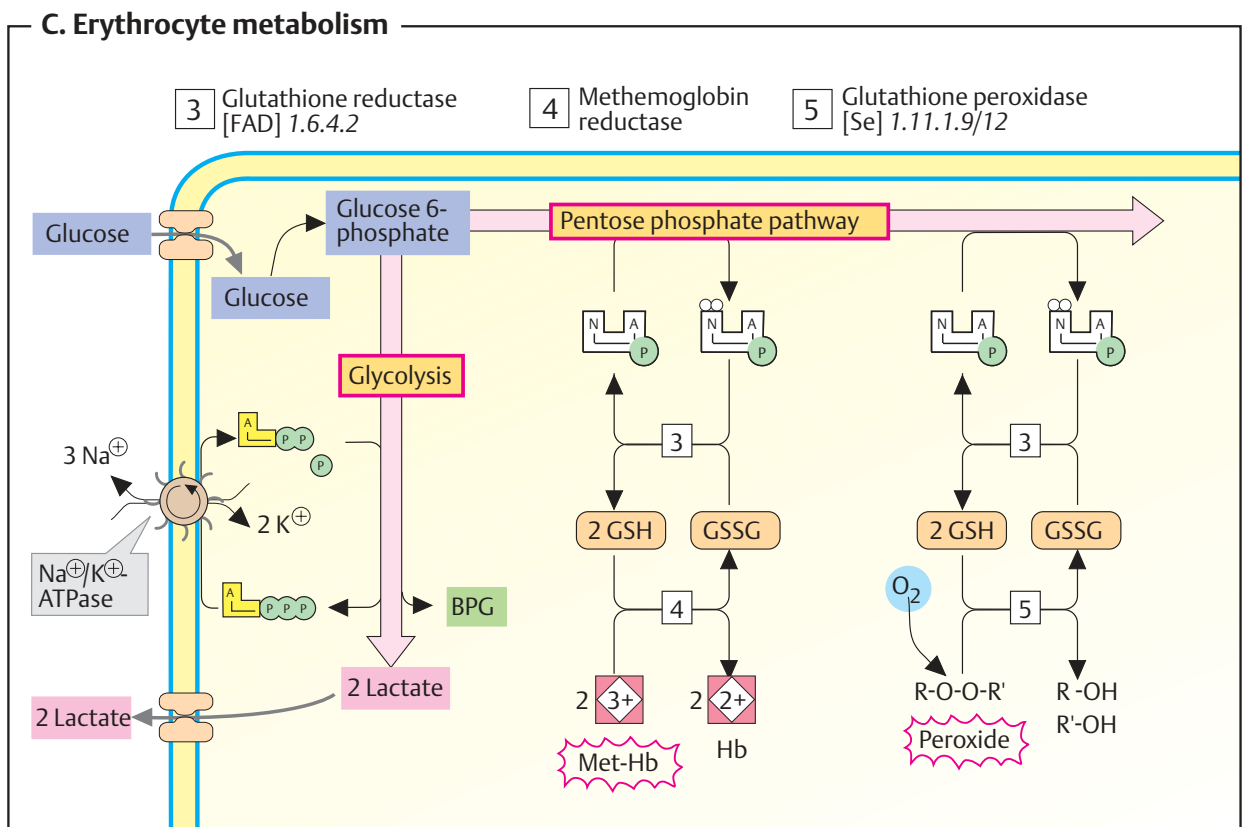 C. Erythrocyte metabolism
3 Glutathione reductase
[FAD] 1.6.4.2
4 Methemoglobin
reductase
5 Glutathione peroxidase
[Se] 1.11.1.9/12
Glucose
Glucose
Glucose 6-
phosphate
Pentose phosphate pathway
N A P
N A P
N A P
N A P
Glycolysis
A P P
P
3 Na⊕
2 K⊕
Na⊕/K⊕-
ATPase
A P P P
BPG
3
3
2 GSH
GSSG
2 GSH
GSSG
O2
4
5
2 Lactate
2 Lactate
2 3+
2 2+
Met-Hb
Hb
R-O-O-R'
Peroxide
R -OH
R'-OH